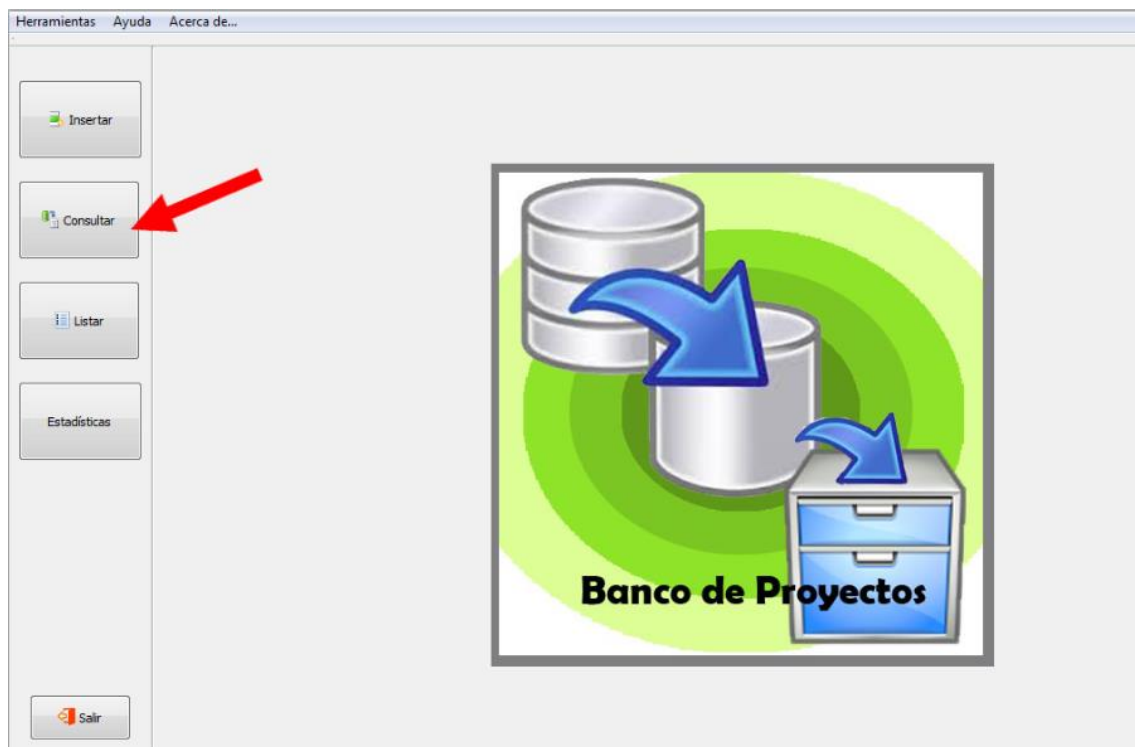 Herramientas Ayuda Acerca de...
Insertar
Consultar
Listar
Estadísticas
Banco de Proyectos
Salir